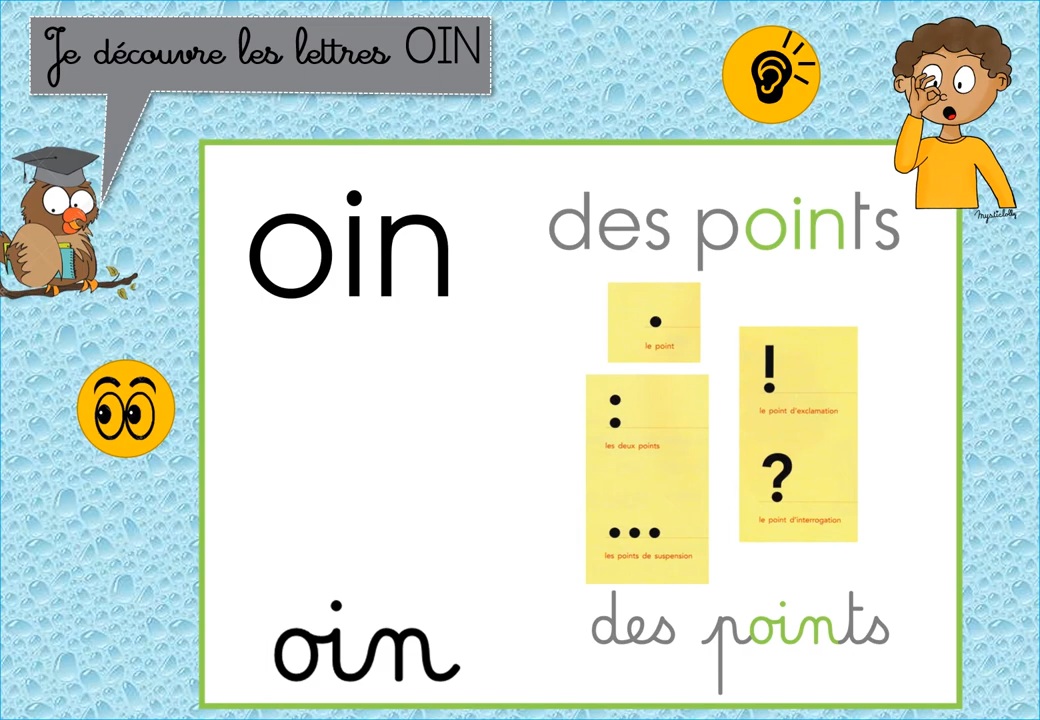 Je découvre les lettres OIN
oin
des points
.
le point
:
les deux points
...
les points de suspension
!
le point d'exclamation
?
le point d'interrogation
oin
des points
Mysticlolly